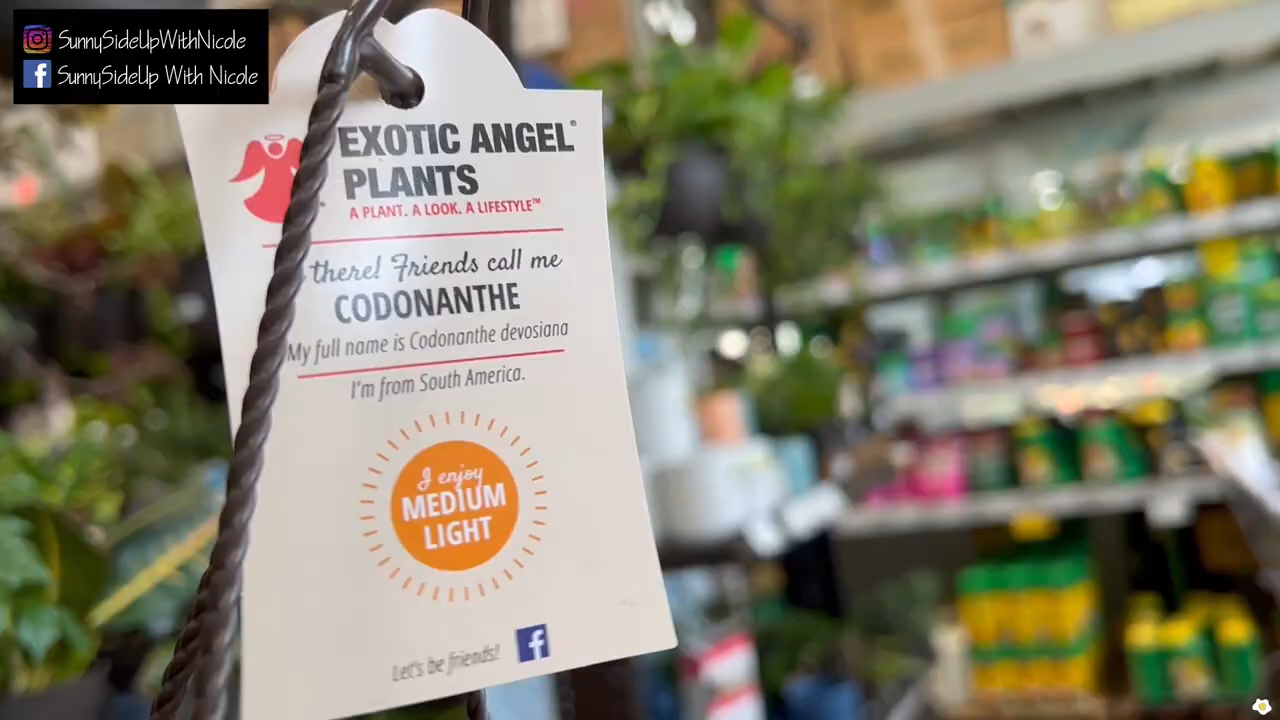 SunnySideUpWithNicole
SunnySideUp With Nicole
EXOTIC ANGEL®
PLANTS
A PLANT. A LOOK. A LIFESTYLE™
there! Friends call me
CODONANTHE
My full name is Codonanthe devosiana
I'm from South America.
I enjoy
MEDIUM
LIGHT
Let's be friends!